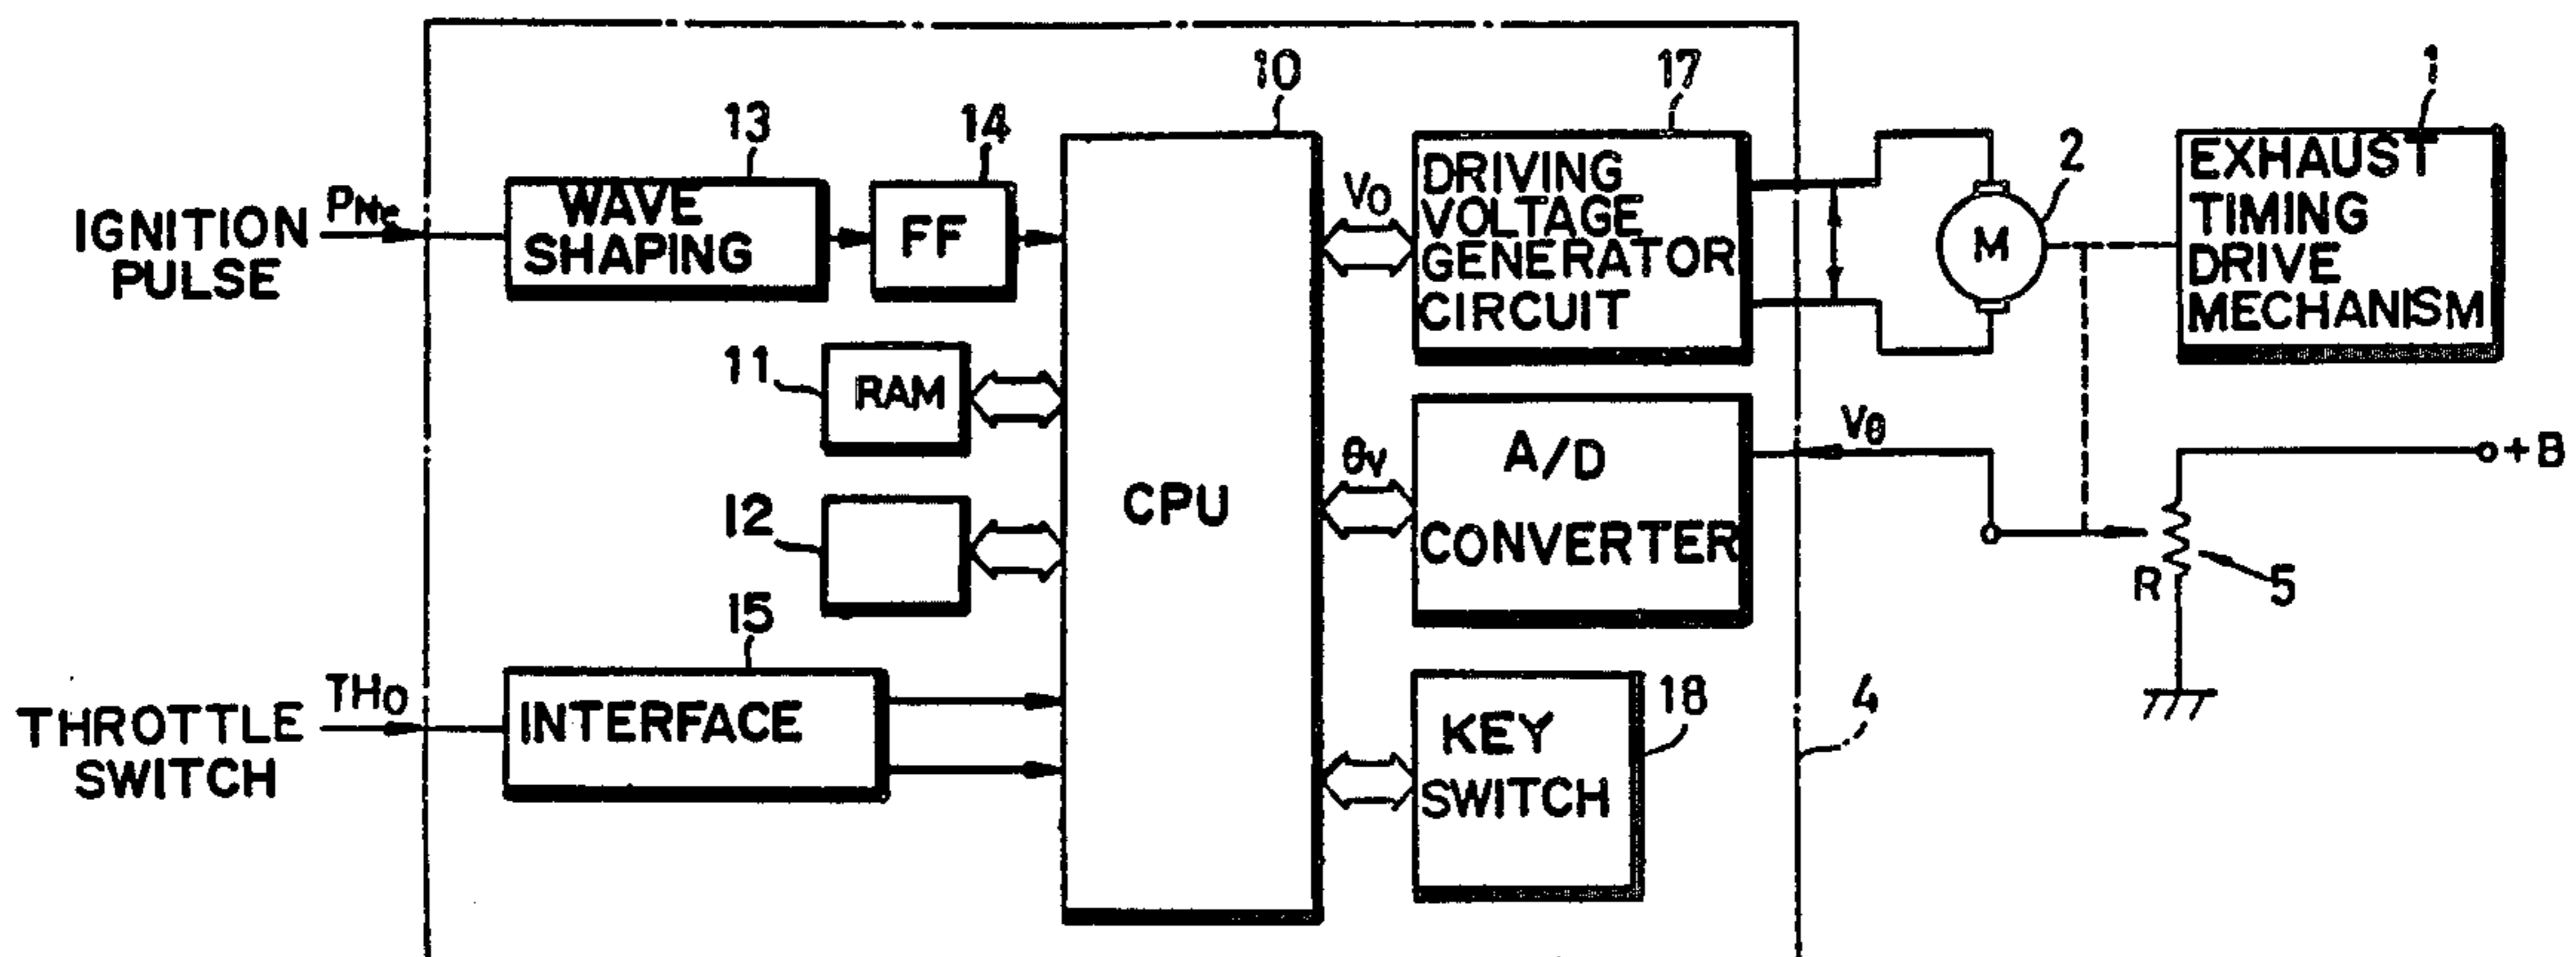 10
17
1
13
14
2
IGNITION
PULSE
PNe
WAVE
SHAPING
FF
VO
DRIVING
VOLTAGE
GENERATOR
CIRCUIT
M
EXHAUST
TIMING
DRIVE
MECHANISM
11
RAM
12
CPU
θV
A/D
CONVERTER
Vθ
+B
R
5
15
THROTTLE
SWITCH
THO
INTERFACE
KEY
SWITCH
18
4